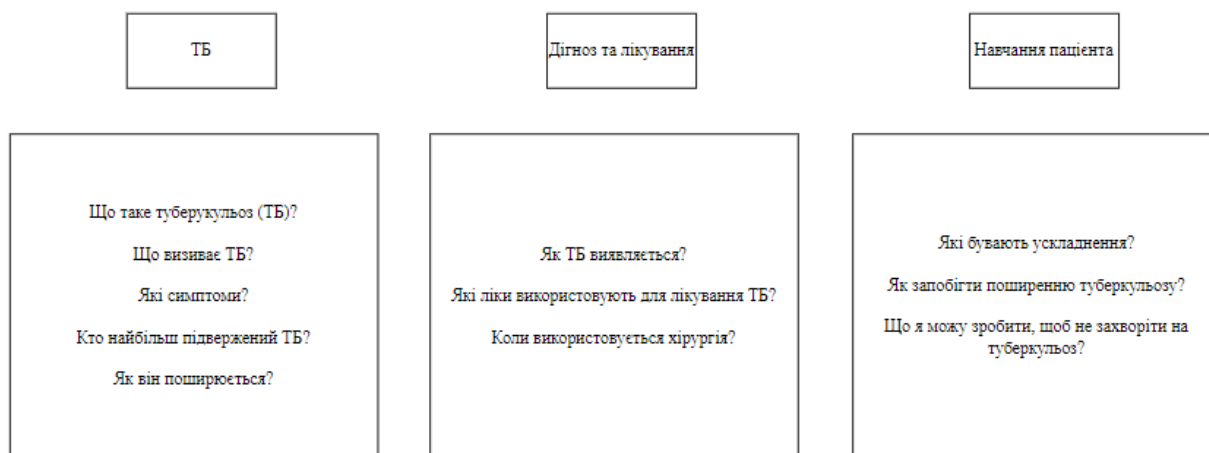 ТБ
Дігноз та лікування
Навчання пацієнта
Що таке туберукульоз (ТБ)?
Що визиває ТБ?
Які симптоми?
Кто найбільш підвержений ТБ?
Як він поширюється?
Як ТБ виявляється?
Які ліки використовують для лікування ТБ?
Коли використовується хірургія?
Які бувають ускладнення?
Як запобігти поширенню туберкульозу?
Що я можу зробити, щоб не захворіти на
туберкульоз?